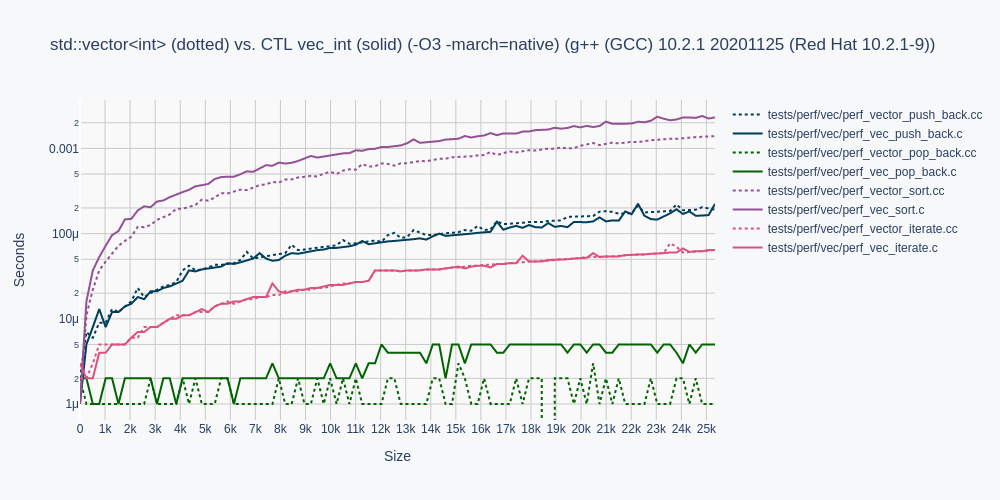 std::vector<int> (dotted) vs. CTL vec_int (solid) (-O3 -march=native) (g++ (GCC) 10.2.1 20201125 (Red Hat 10.2.1-9))
Seconds
2
0.001
5
2
100μ
5
2
10μ
5
2
1μ
0 1k 2k 3k 4k 5k 6k 7k 8k 9k 10k 11k 12k 13k 14k 15k 16k 17k 18k 19k 20k 21k 22k 23k 24k 25k
Size
tests/perf/vec/perf_vector_push_back.cc
tests/perf/vec/perf_vec_push_back.c
tests/perf/vec/perf_vector_pop_back.cc
tests/perf/vec/perf_vec_pop_back.c
tests/perf/vec/perf_vector_sort.cc
tests/perf/vec/perf_vec_sort.c
tests/perf/vec/perf_vector_iterate.cc
tests/perf/vec/perf_vec_iterate.c